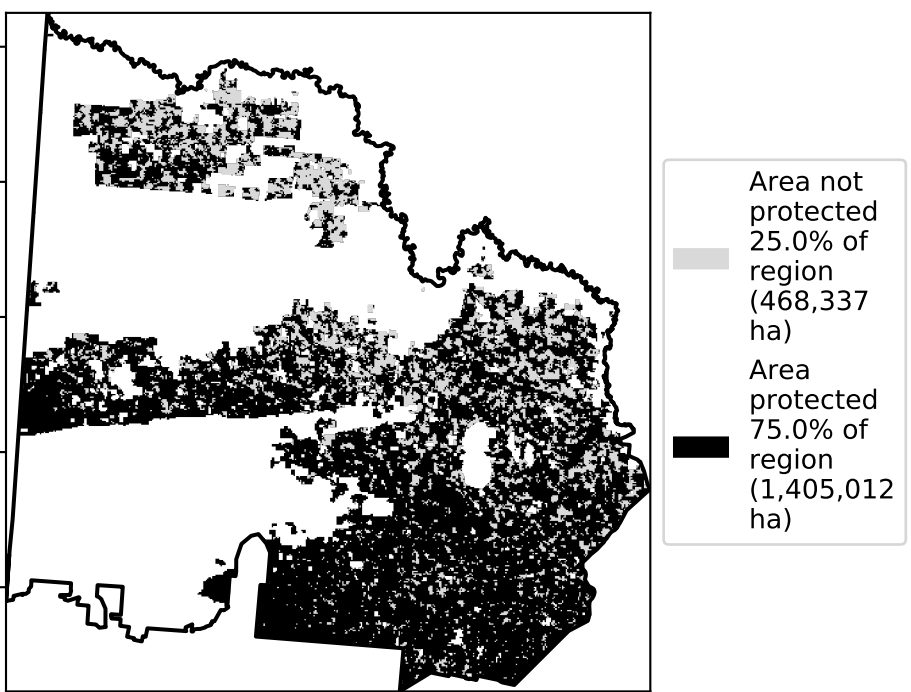 Area not
protected
25.0% of
region
(468,337
ha)
Area
protected
75.0% of
region
(1,405,012
ha)